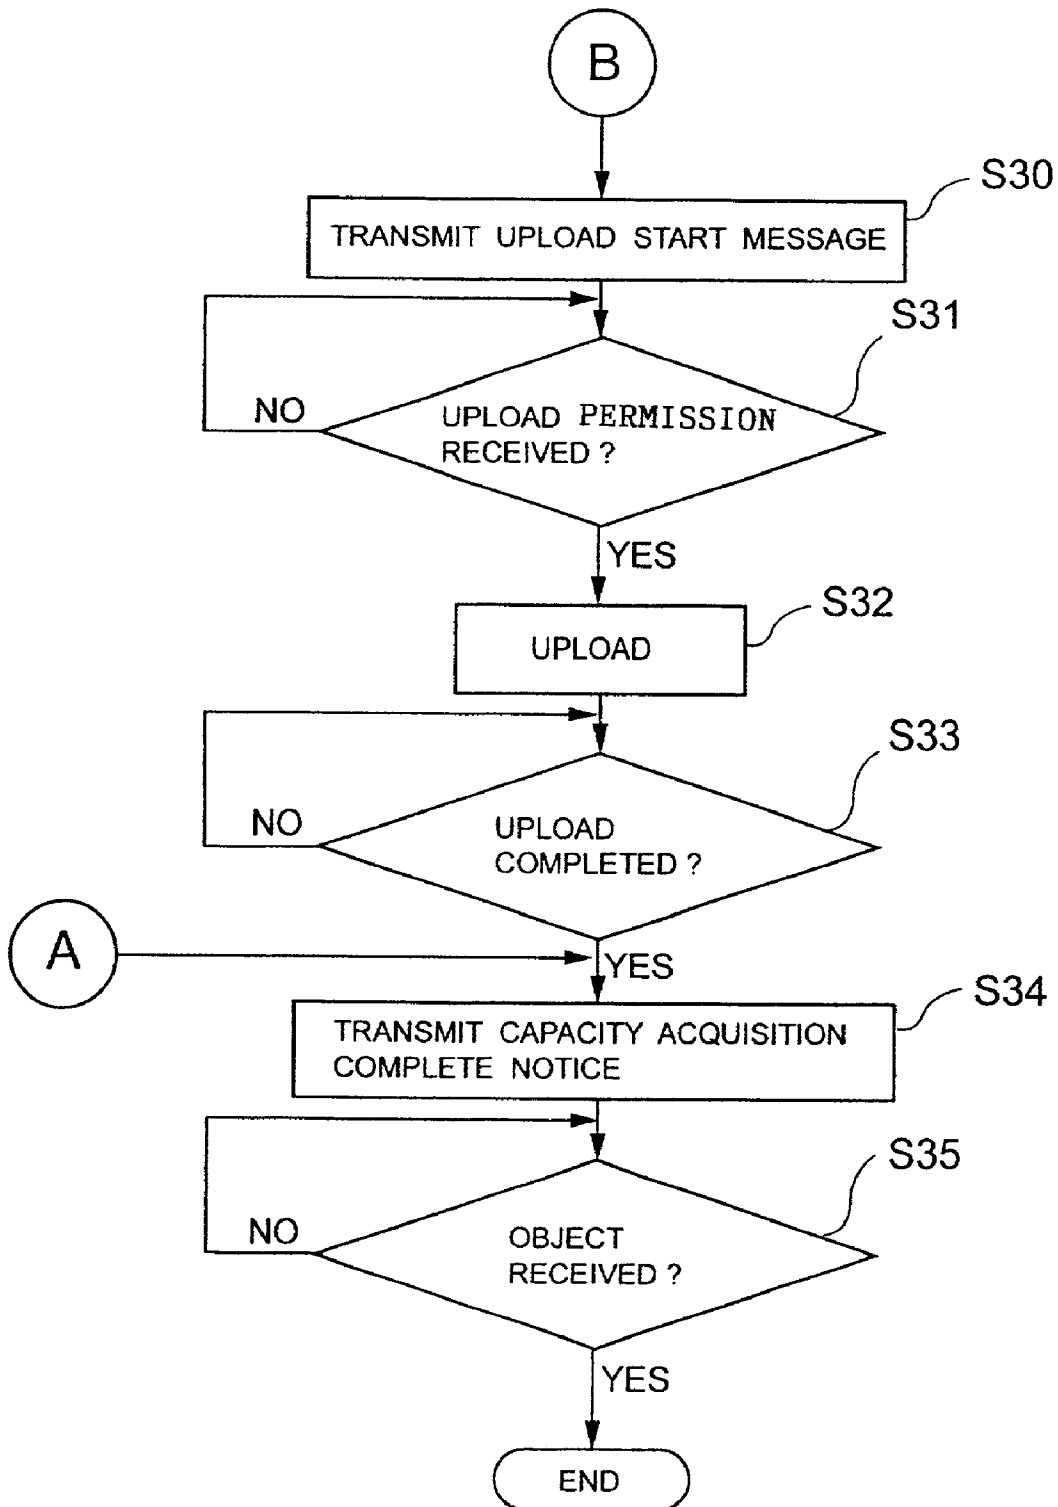 B
S30
TRANSMIT UPLOAD START MESSAGE
S31
NO
UPLOAD PERMISSION
RECEIVED ?
YES
S32
UPLOAD
S33
NO
UPLOAD
COMPLETED ?
A
YES
S34
TRANSMIT CAPACITY ACQUISITION
COMPLETE NOTICE
S35
NO
OBJECT
RECEIVED ?
YES
END